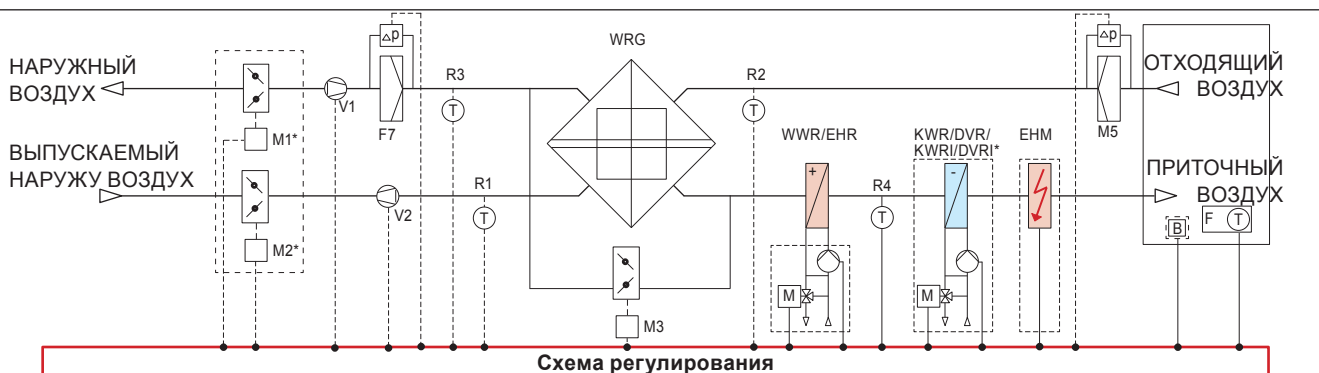 НАРУЖНЫЙ
ВОЗДУХ
ВЫПУСКАЕМЫЙ
НАРУЖУ ВОЗДУХ
M1*
M2*
V1
V2
Δp
F7
R3
T
R1
T
WRG
M3
R2
T
WWR/EHR
+
M
R4
T
KWR/DVR/
KWRI/DVRI*
-
M
EHM
Δp
M5
ОТХОДЯЩИЙ
ВОЗДУХ
ПРИТОЧНЫЙ
ВОЗДУХ
B
F T
Схема регулирования